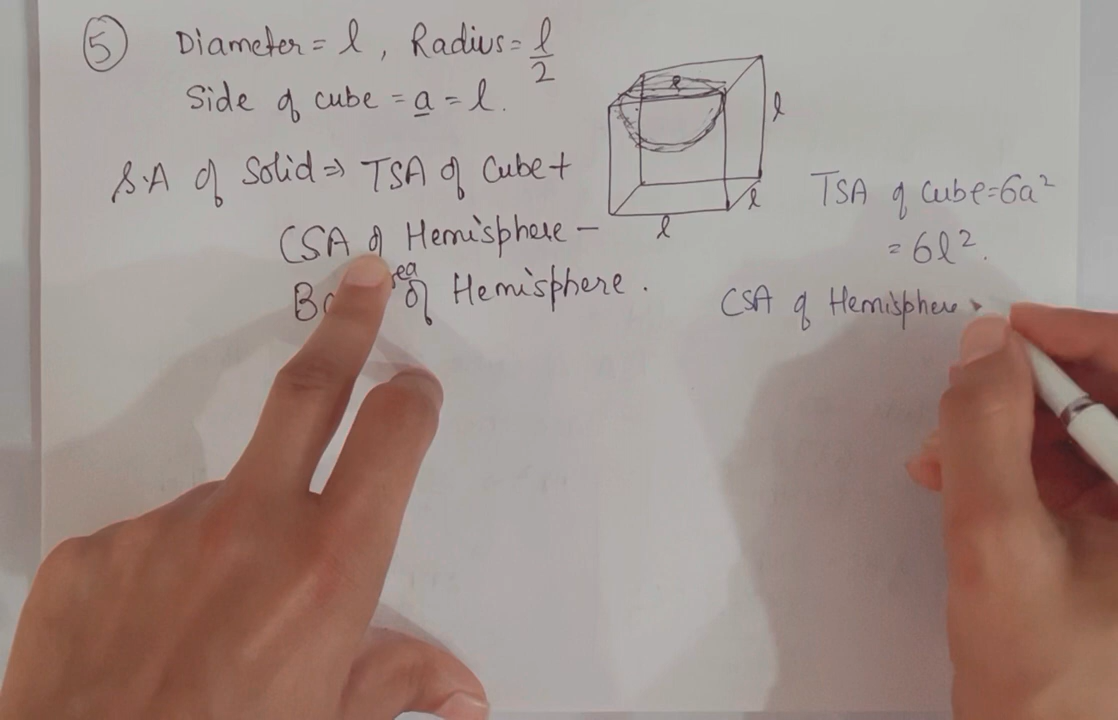 5 Diameter = l , Radius = l/2
Side of cube = a = l.
S.A of Solid ⇒ TSA of Cube +
CSA of Hemisphere −
of Hemisphere .
l
l
l
l
TSA of cube = 6a²
= 6l².
CSA of Hemisphere